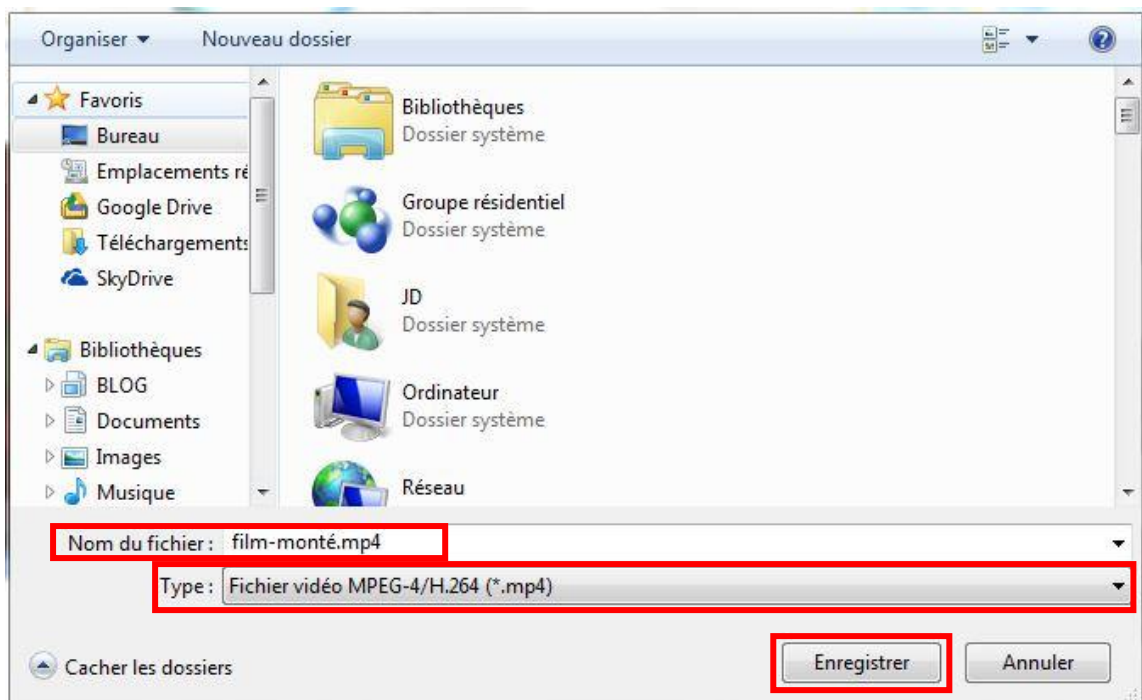 Organiser Nouveau dossier
Favoris
Bureau
Emplacements ré
Google Drive
Téléchargements
SkyDrive
Bibliothèques
BLOG
Documents
Images
Musique
Bibliothèques
Dossier système
Groupe résidentiel
Dossier système
JD
Dossier système
Ordinateur
Dossier système
Réseau
Nom du fichier : film-monté.mp4
Type : Fichier vidéo MPEG-4/H.264 (*.mp4)
Cacher les dossiers Enregistrer Annuler